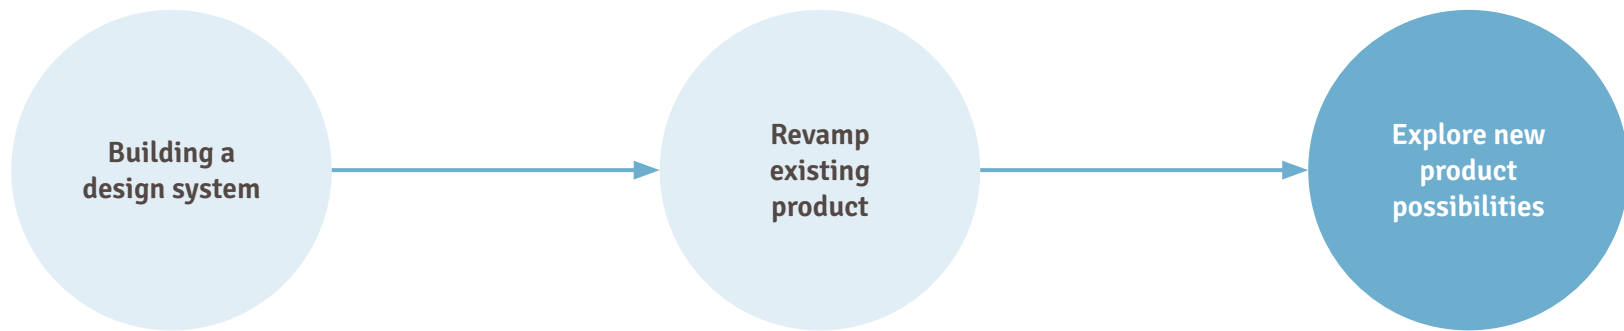 Building a
design system
Revamp
existing
product
Explore new
product
possibilities